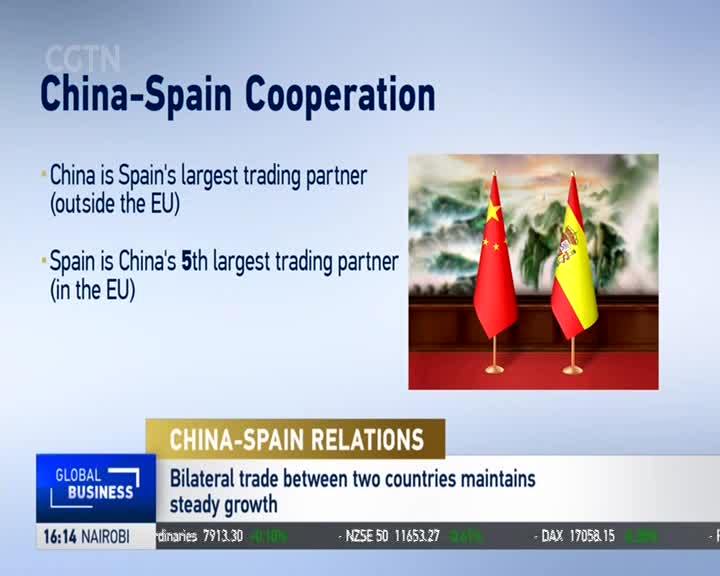 CGTN
China-Spain Cooperation
China is Spain's largest trading partner
(outside the EU)
Spain is China's 5th largest trading partner
(in the EU)
CHINA-SPAIN RELATIONS
GLOBAL
BUSINESS
Bilateral trade between two countries maintains
steady growth
16:14 NAIROBI
rdinaries 7913.30 -0.10% - NZSE 50 11653.27 - DAX 17058.15